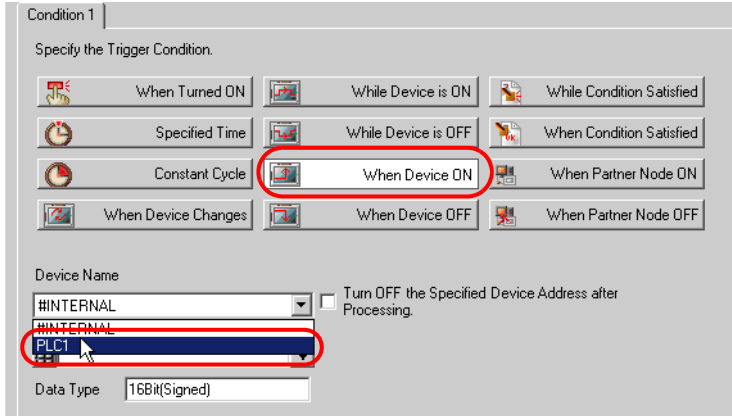 Condition 1
Specify the Trigger Condition.
When Turned ON While Device is ON While Condition Satisfied
Specified Time While Device is OFF When Condition Satisfied
Constant Cycle When Device ON When Partner Node ON
When Device Changes When Device OFF When Partner Node OFF
Device Name
#INTERNAL
Turn OFF the Specified Device Address after
Processing.
#INTERNAL
PLC1
Data Type 16Bit(Signed)